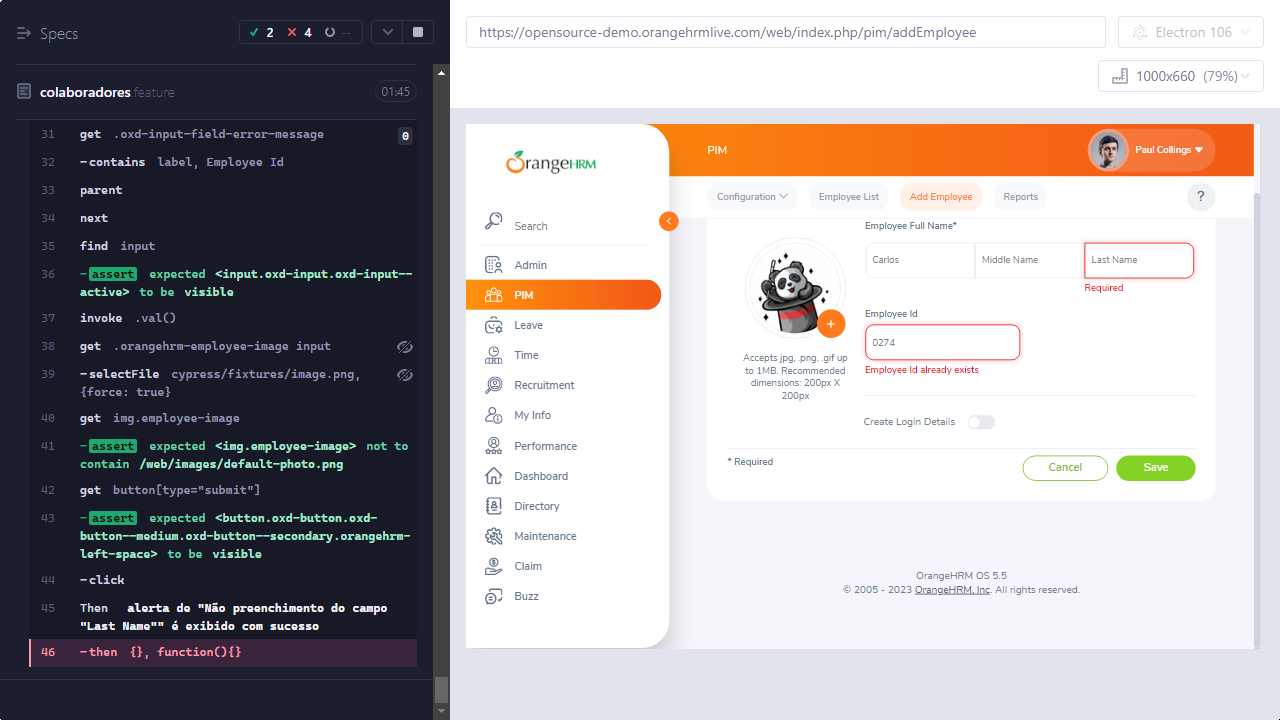 Specs
2
4
--
colaboradores.feature
01:45
31 get .oxd-input-field-error-message 0
32 -contains label, Employee Id
33 parent
34 next
35 find input
36 -assert expected <input.oxd-input.oxd-input--
active> to be visible
37 invoke .val()
38 get .orangehrm-employee-image input
39 -selectFile cypress/fixtures/image.png,
{force: true}
40 get img.employee-image
41 -assert expected <img.employee-image> not to
contain /web/images/default-photo.png
42 get button[type="submit"]
43 -assert expected <button.oxd-button.oxd-
button--medium.oxd-button--secondary.orangehrm-
left-space> to be visible
44 -click
45 Then alerta de "Não preenchimento do campo
"Last Name"" é exibido com sucesso
46 -then {}, function(){}
https://opensource-demo.orangehrmlive.com/web/index.php/pim/addEmployee
Electron 106
1000x660 (79%)
OrangeHRM
Search
Admin
PIM
Leave
Time
Recruitment
My Info
Performance
Dashboard
Directory
Maintenance
Claim
Buzz
PIM
Paul Collings
Configuration
Employee List
Add Employee
Reports
?
Employee Full Name*
Carlos
Middle Name
Last Name
Required
Employee Id
0274
Employee Id already exists
+
Accepts jpg, .png, .gif up
to 1MB. Recommended
dimensions: 200px X
200px
Create Login Details
* Required
Cancel
Save
OrangeHRM OS 5.5
© 2005 - 2023 OrangeHRM, Inc. All rights reserved.